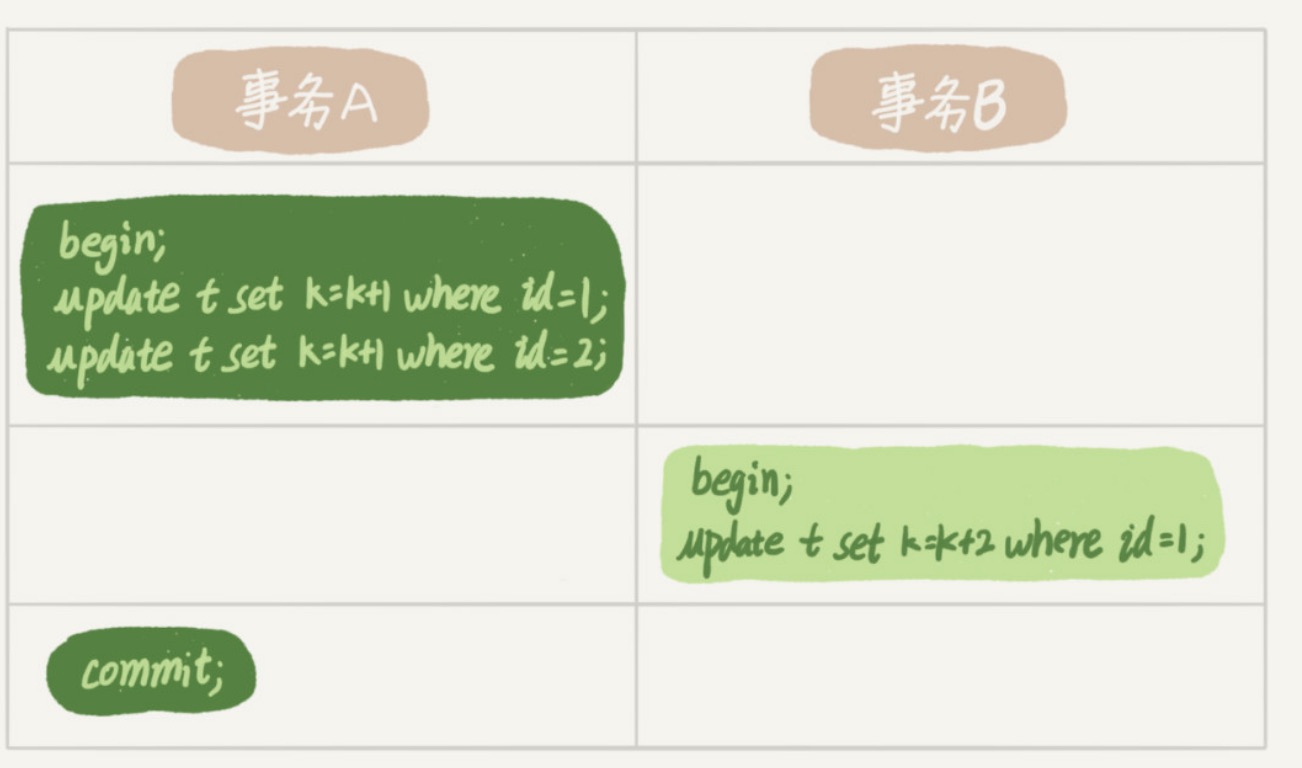 事务A
事务B
begin;
update t set k=k+1 where id=1;
update t set k=k+1 where id=2;
begin;
update t set k=k+2 where id=1;
commit;